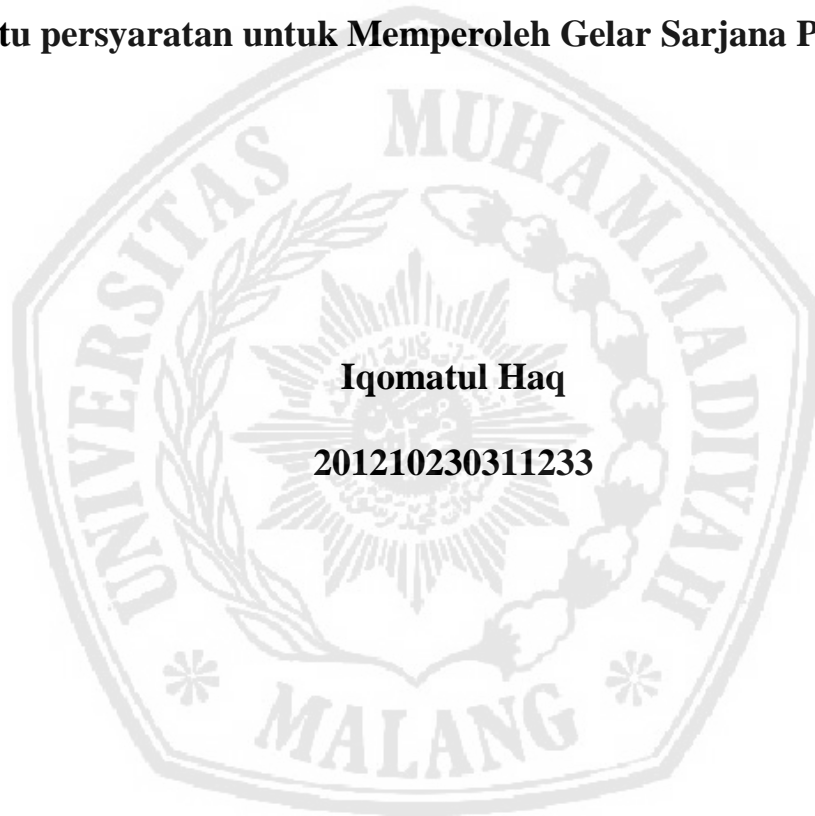 tu persyaratan untuk Memperoleh Gelar Sarjana P
UNIVERSITAS MUHAMMADIYAH
Iqomatul Haq
201210230311233
MALANG